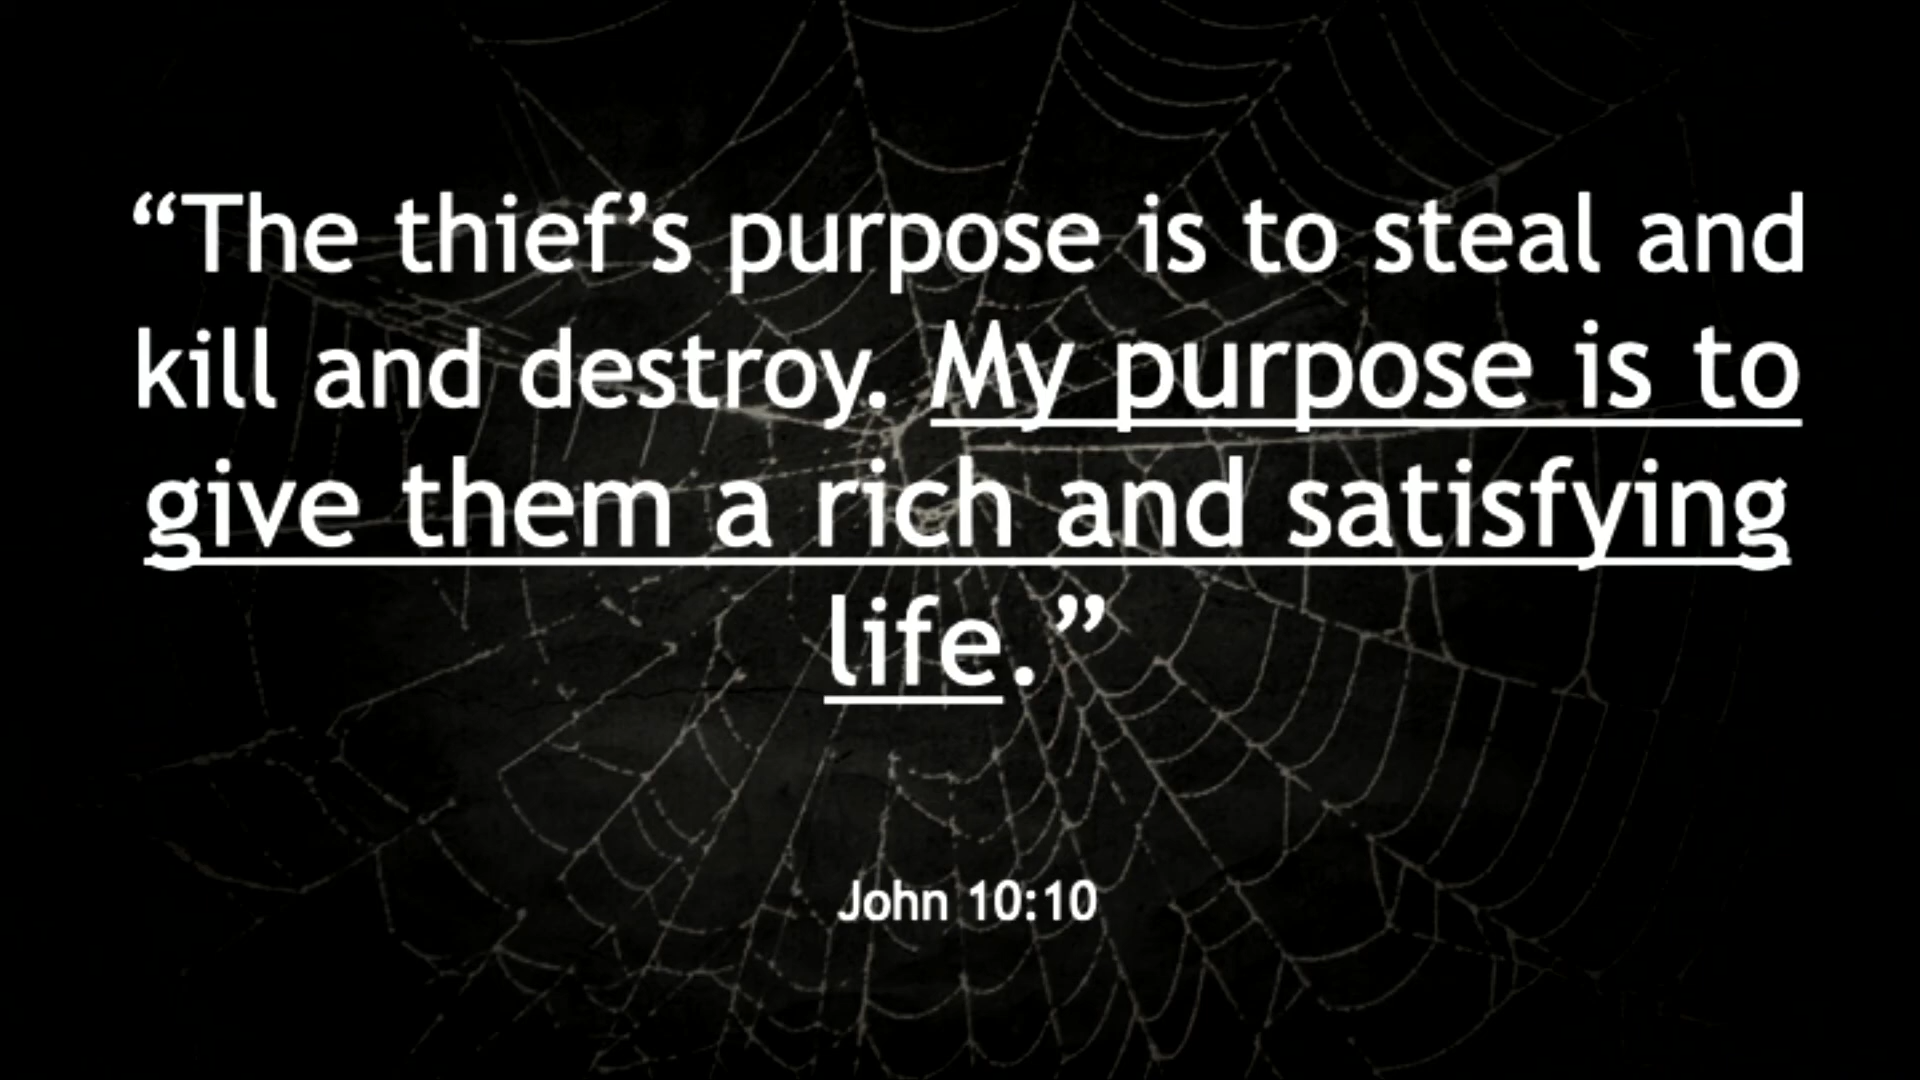 “The thief’s purpose is to steal and
kill and destroy. My purpose is to
give them a rich and satisfying
life.”
John 10:10